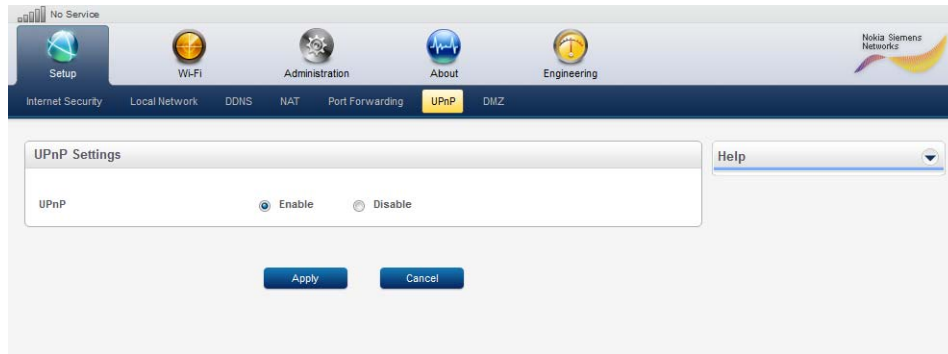 No Service
Nokia Siemens
Networks
Setup Wi-Fi Administration About Engineering
Internet Security Local Network DDNS NAT Port Forwarding UPnP DMZ
UPnP Settings
Help
UPnP Enable Disable
Apply Cancel